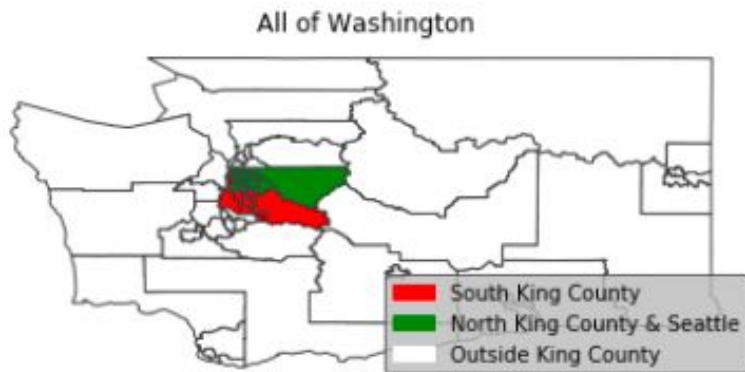 All of Washington
South King County
North King County & Seattle
Outside King County